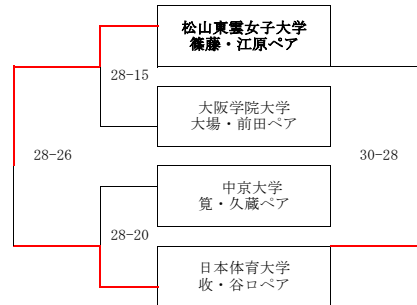 松山東雲女子大学
篠藤・江原ペア
28-15
大阪学院大学
大場・前田ペア
28-26
30-28
中京大学
筧・久蔵ペア
28-20
日本体育大学
收・谷口ペア